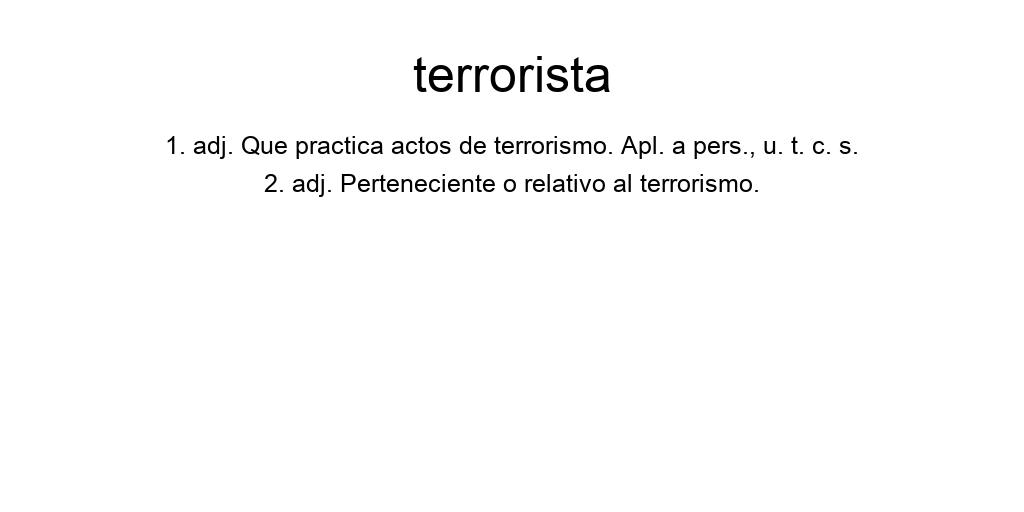 terrorista
1. adj. Que practica actos de terrorismo. Apl. a pers., u. t. c. s.
2. adj. Perteneciente o relativo al terrorismo.